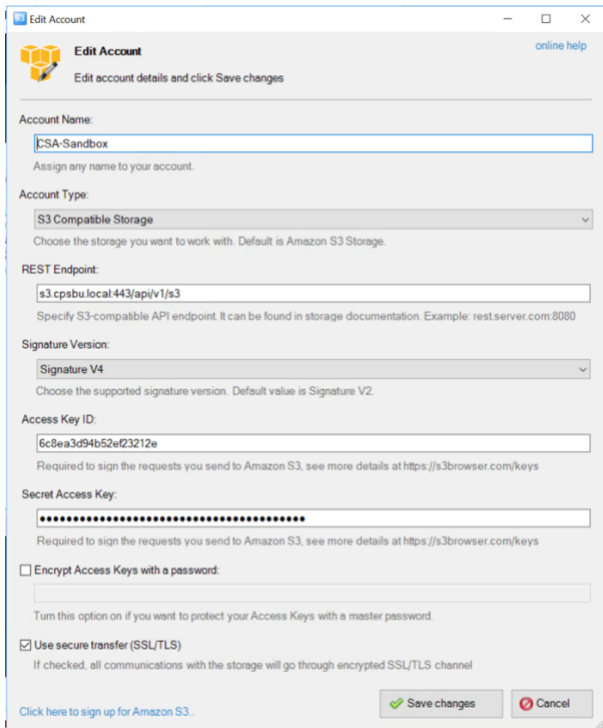 Edit Account
online help
Edit Account
Edit account details and click Save changes
Account Name:
CSA-Sandbox
Assign any name to your account.
Account Type:
S3 Compatible Storage
Choose the storage you want to work with. Default is Amazon S3 Storage.
REST Endpoint:
s3.cpsbu.local:443/api/v1/s3
Specify S3-compatible API endpoint. It can be found in storage documentation. Example: rest.server.com:8080
Signature Version:
Signature V4
Choose the supported signature version. Default value is Signature V2.
Access Key ID:
6c8ea3d94b52ef23212e
Required to sign the requests you send to Amazon S3, see more details at https://s3browser.com/keys
Secret Access Key:
●●●●●●●●●●●●●●●●●●●●●●●●●●●●●●●●●●●●●●●●
Required to sign the requests you send to Amazon S3, see more details at https://s3browser.com/keys
Encrypt Access Keys with a password:
Turn this option on if you want to protect your Access Keys with a master password.
Use secure transfer (SSL/TLS)
If checked, all communications with the storage will go through encrypted SSL/TLS channel
Click here to sign up for Amazon S3..
Save changes
Cancel